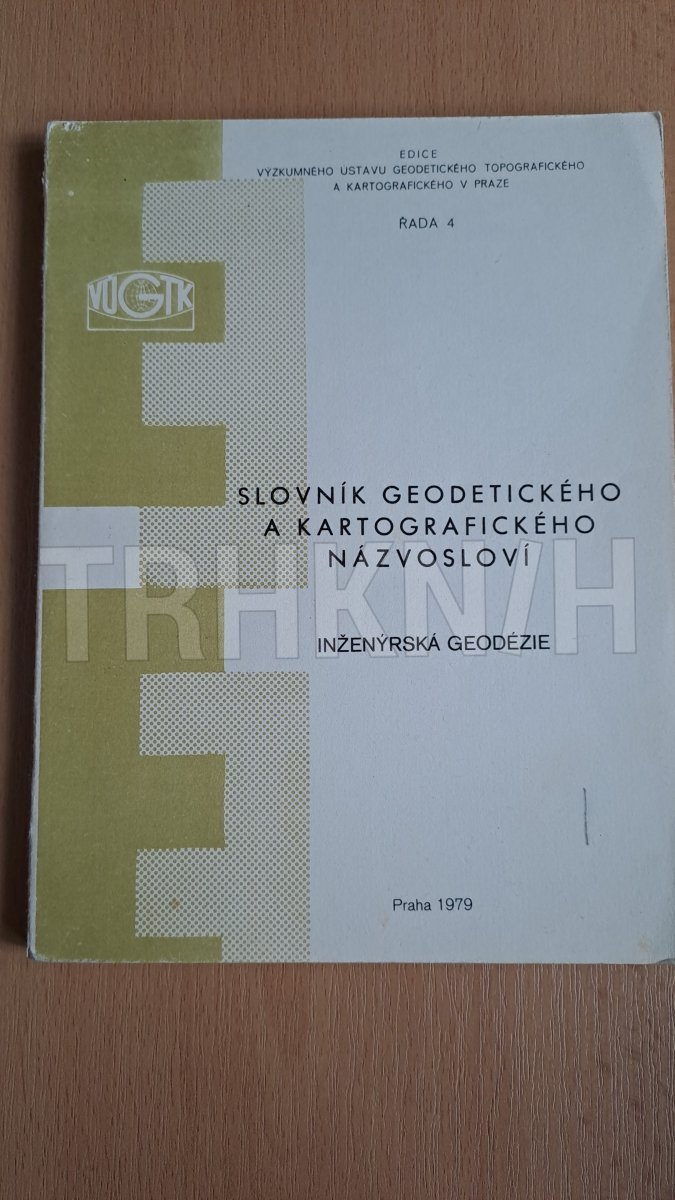 EDICE
VÝZKUMNÉHO ÚSTAVU GEODETICKÉHO TOPOGRAFICKÉHO
A KARTOGRAFICKÉHO V PRAZE
ŘADA 4
VÚGTK
SLOVNÍK GEODETICKÉHO
A KARTOGRAFICKÉHO
NÁZVOSLOVÍ
TRHKNIH
INŽENÝRSKÁ GEODÉZIE
Praha 1979